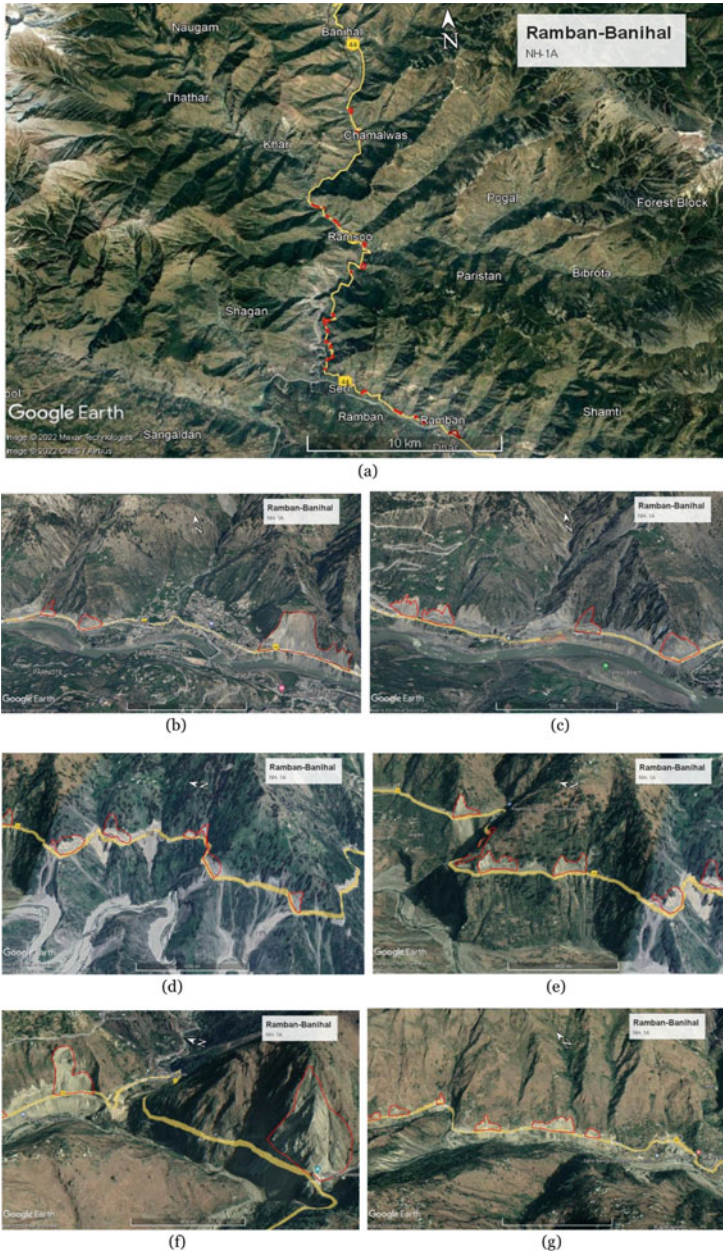 Naugam
Banihal
44
N
Ramban-Banihal
NH-1A
Thathar
Chamalwas
Khari
Pogal
Forest Block
Ramsoo
Paristan
Bibrota
Shagan
Seri
44
Ramban
Ramban
Shamti
Google Earth
Sangaldan
10 km
Image © 2022 Maxar Technologies
Image © 2022 CNES / Airbus
(a)
Ramban-Banihal
NH-1A
N
Google Earth
(b)
Ramban-Banihal
NH-1A
Google Earth
(c)
Ramban-Banihal
NH-1A
Google Earth
(d)
Ramban-Banihal
NH-1A
Google Earth
(e)
Ramban-Banihal
NH-1A
N
Google Earth
(f)
Ramban-Banihal
NH-1A
Google Earth
(g)